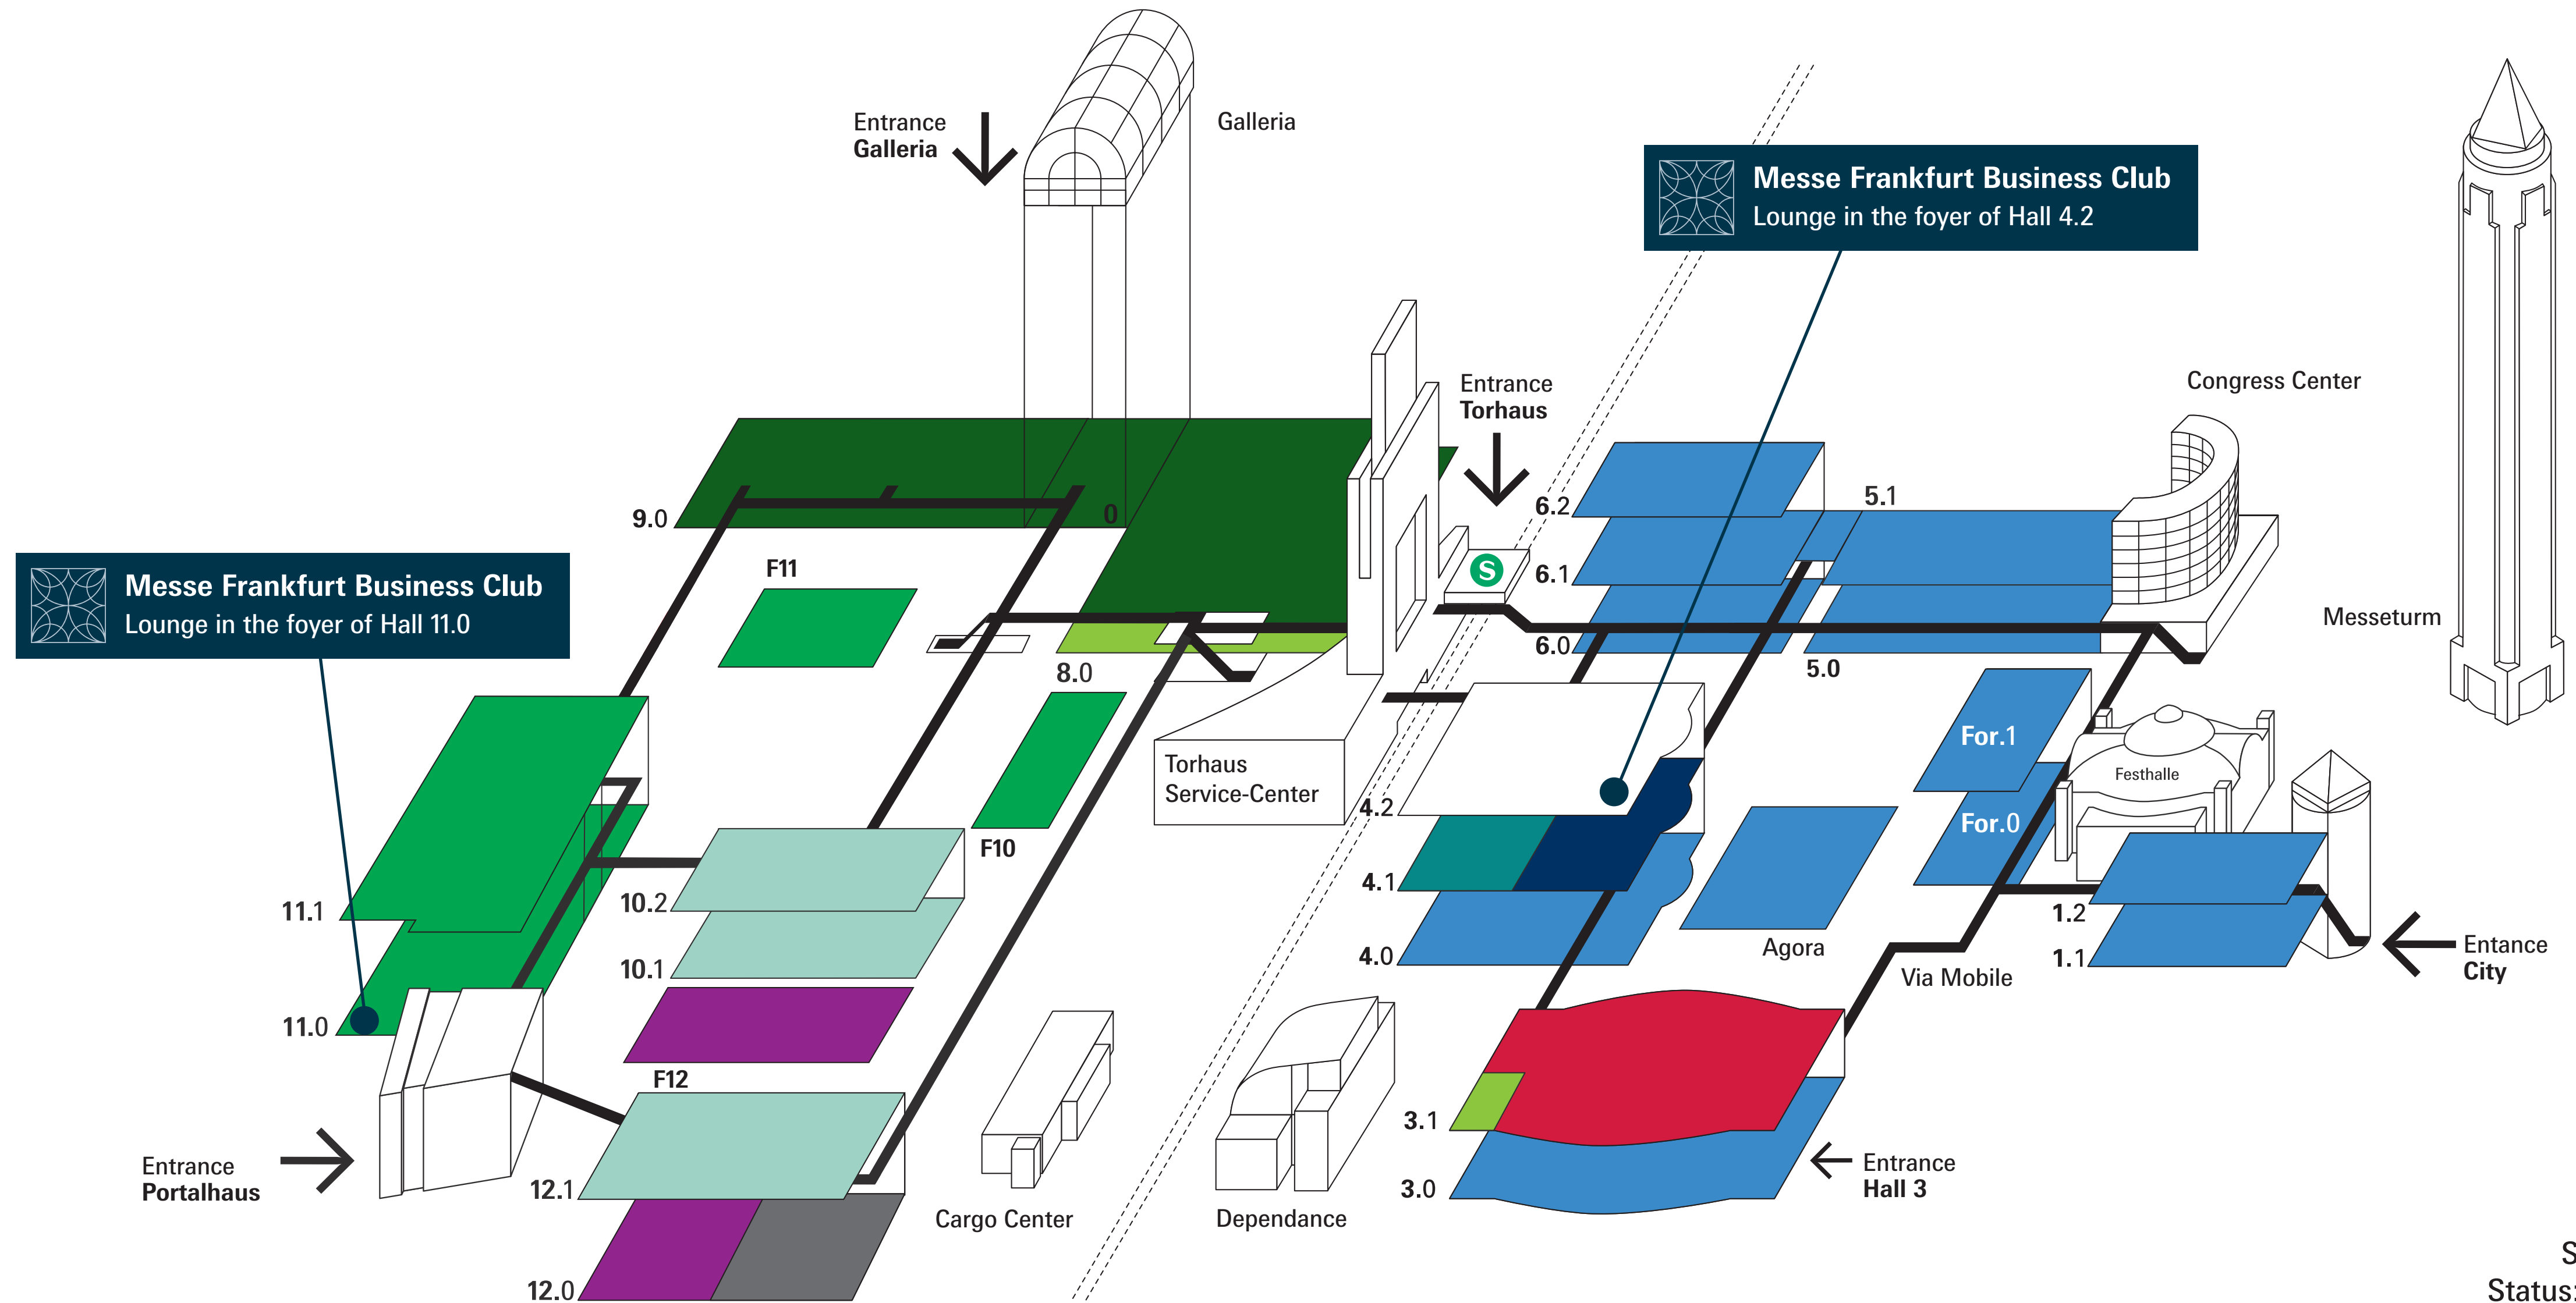 Entrance
Galleria
Galleria
Messe Frankfurt Business Club
Lounge in the foyer of Hall 4.2
Entrance
Torhaus
Congress Center
Messeturm
9.0
0
F11
8.0
S
6.2
6.1
6.0
5.1
5.0
Messe Frankfurt Business Club
Lounge in the foyer of Hall 11.0
Torhaus
Service-Center
F10
For.1
For.0
Festhalle
4.2
4.1
4.0
Agora
Via Mobile
1.2
1.1
Entance
City
11.1
11.0
10.2
10.1
F12
3.1
3.0
Entrance
Hall 3
Entrance
Portalhaus
12.1
12.0
Cargo Center
Dependance
S
Status: